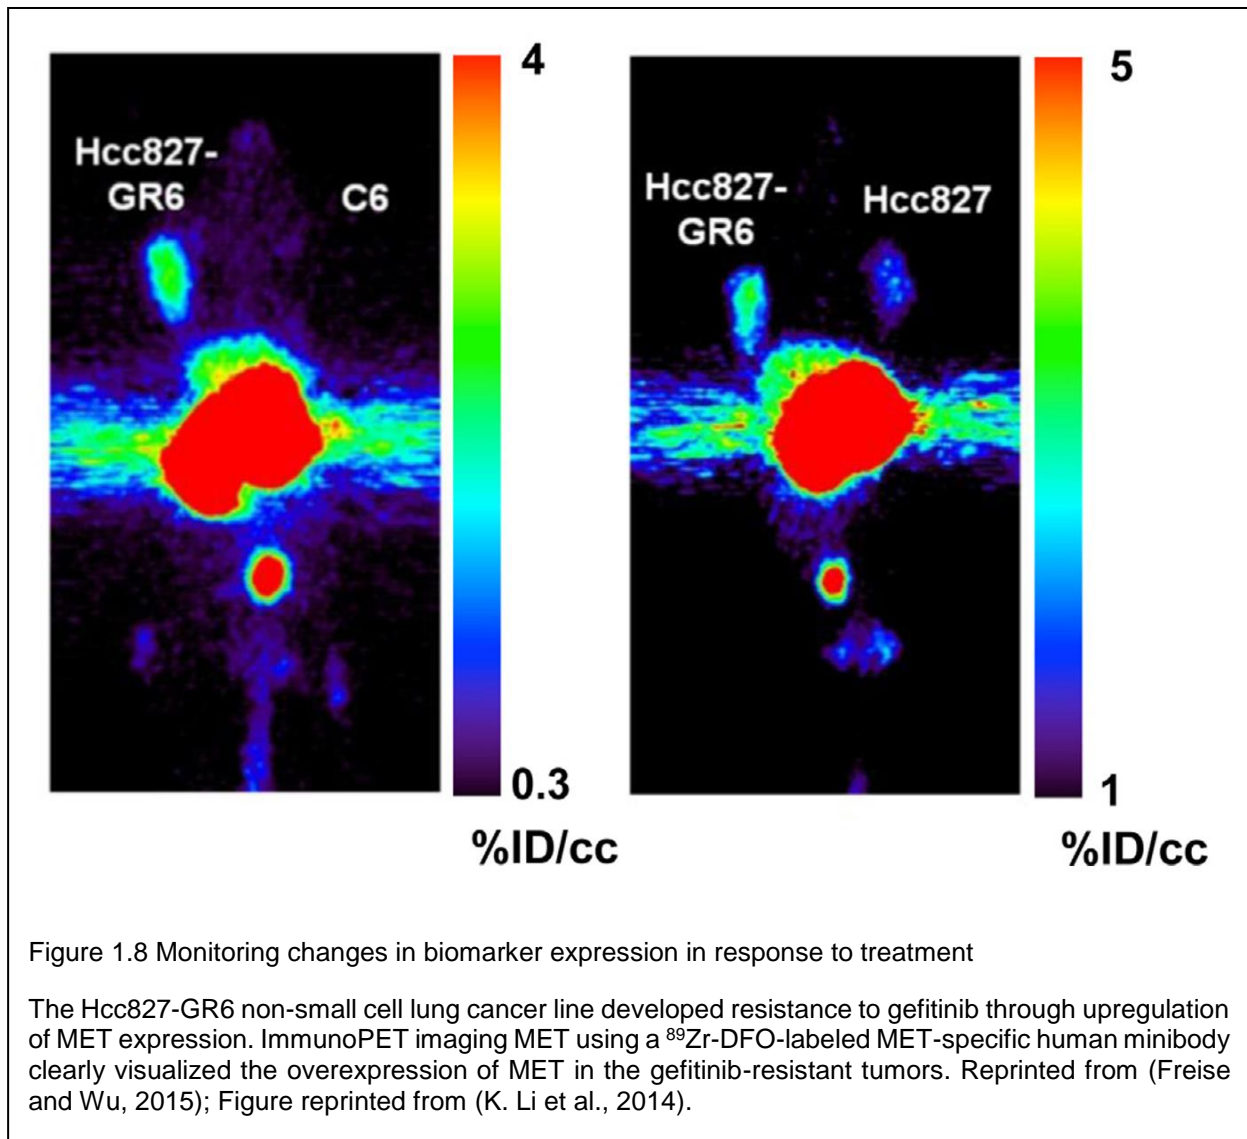 4
Hcc827-
GR6
C6
0.3
%ID/cc
5
Hcc827-
GR6
Hcc827
1
%ID/cc
Figure 1.8 Monitoring changes in biomarker expression in response to treatment
The Hcc827-GR6 non-small cell lung cancer line developed resistance to gefitinib through upregulation
of MET expression. ImmunoPET imaging MET using a ⁸⁹Zr-DFO-labeled MET-specific human minibody
clearly visualized the overexpression of MET in the gefitinib-resistant tumors. Reprinted from (Freise
and Wu, 2015); Figure reprinted from (K. Li et al., 2014).